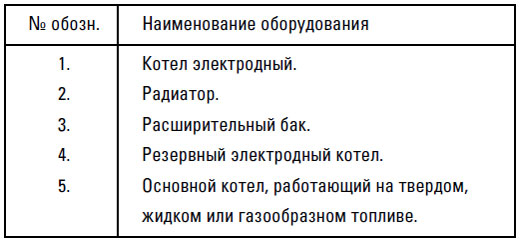 № обозн. Наименование оборудования
1. Котел электродный.
2. Радиатор.
3. Расширительный бак.
4. Резервный электродный котел.
5. Основной котел, работающий на твердом,
жидком или газообразном топливе.